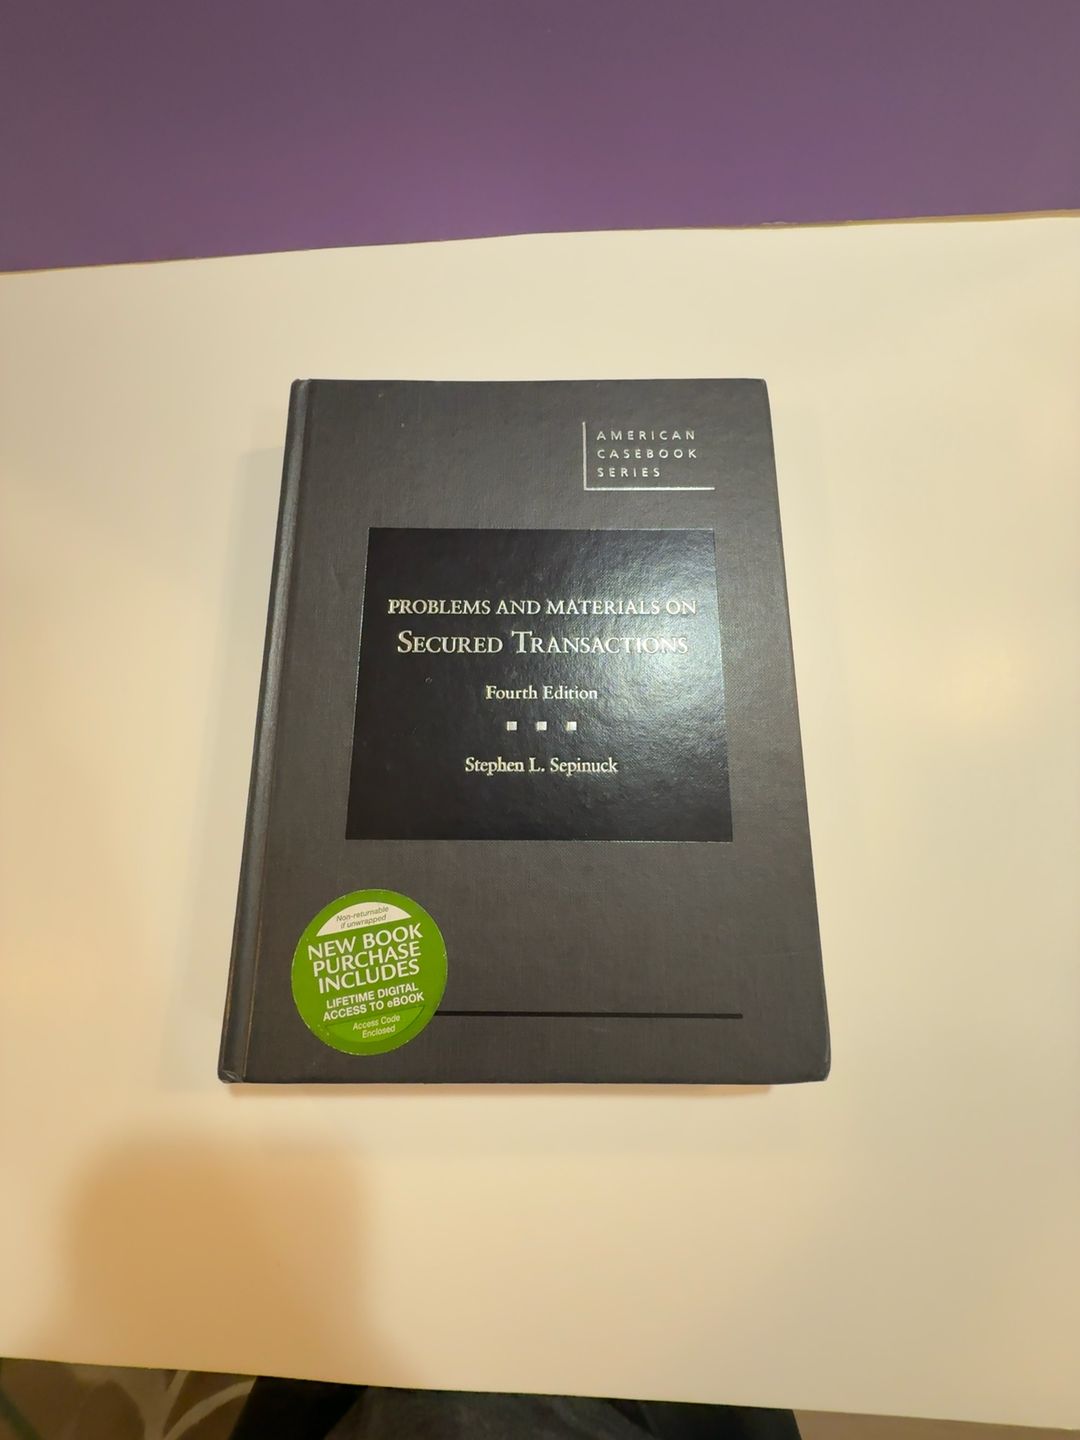 AMERICAN
CASEBOOK
SERIES
PROBLEMS AND MATERIALS ON
SECURED TRANSACTIONS
Fourth Edition
Stephen L. Sepinuck
Non-returnable
if unwrapped
NEW BOOK
PURCHASE
INCLUDES
LIFETIME DIGITAL
ACCESS TO eBOOK
Access Code
Enclosed